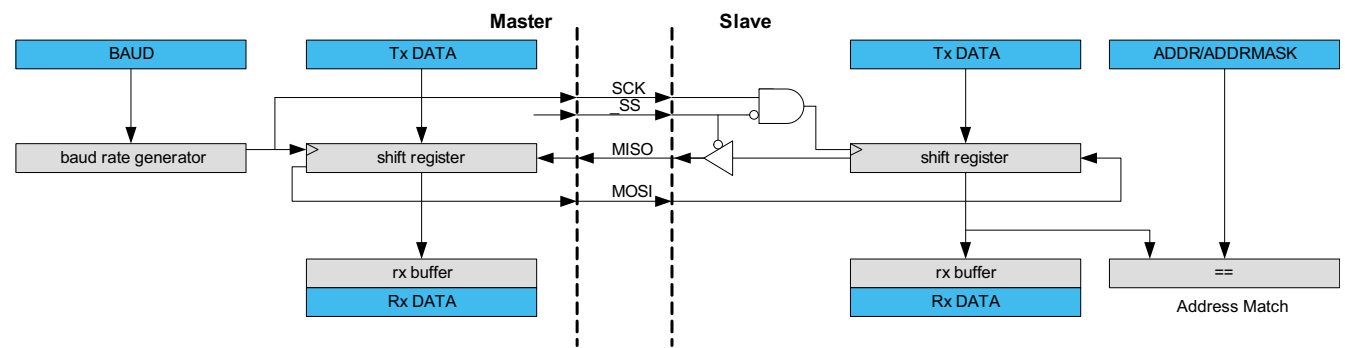 Master
Slave
BAUD
Tx DATA
Tx DATA
ADDR/ADDRMASK
SCK
_SS
baud rate generator
shift register
MISO
shift register
MOSI
rx buffer
rx buffer
==
Rx DATA
Rx DATA
Address Match